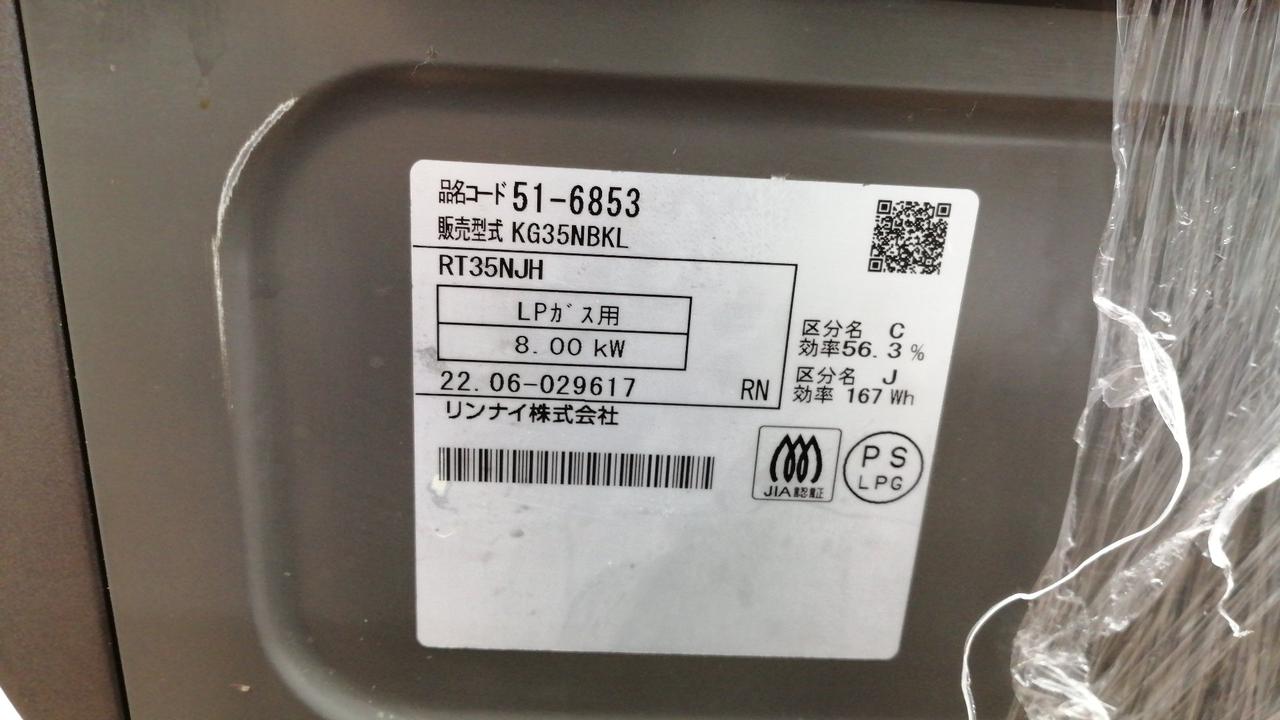 品名コード 51-6853
販売型式 KG35NBKL
RT35NJH
LPガス用
8.00 kW
22.06-029617 RN
リンナイ株式会社
区分名 C
効率56.3 %
区分名 J
効率 167 Wh
JIA認証
PS
LPG